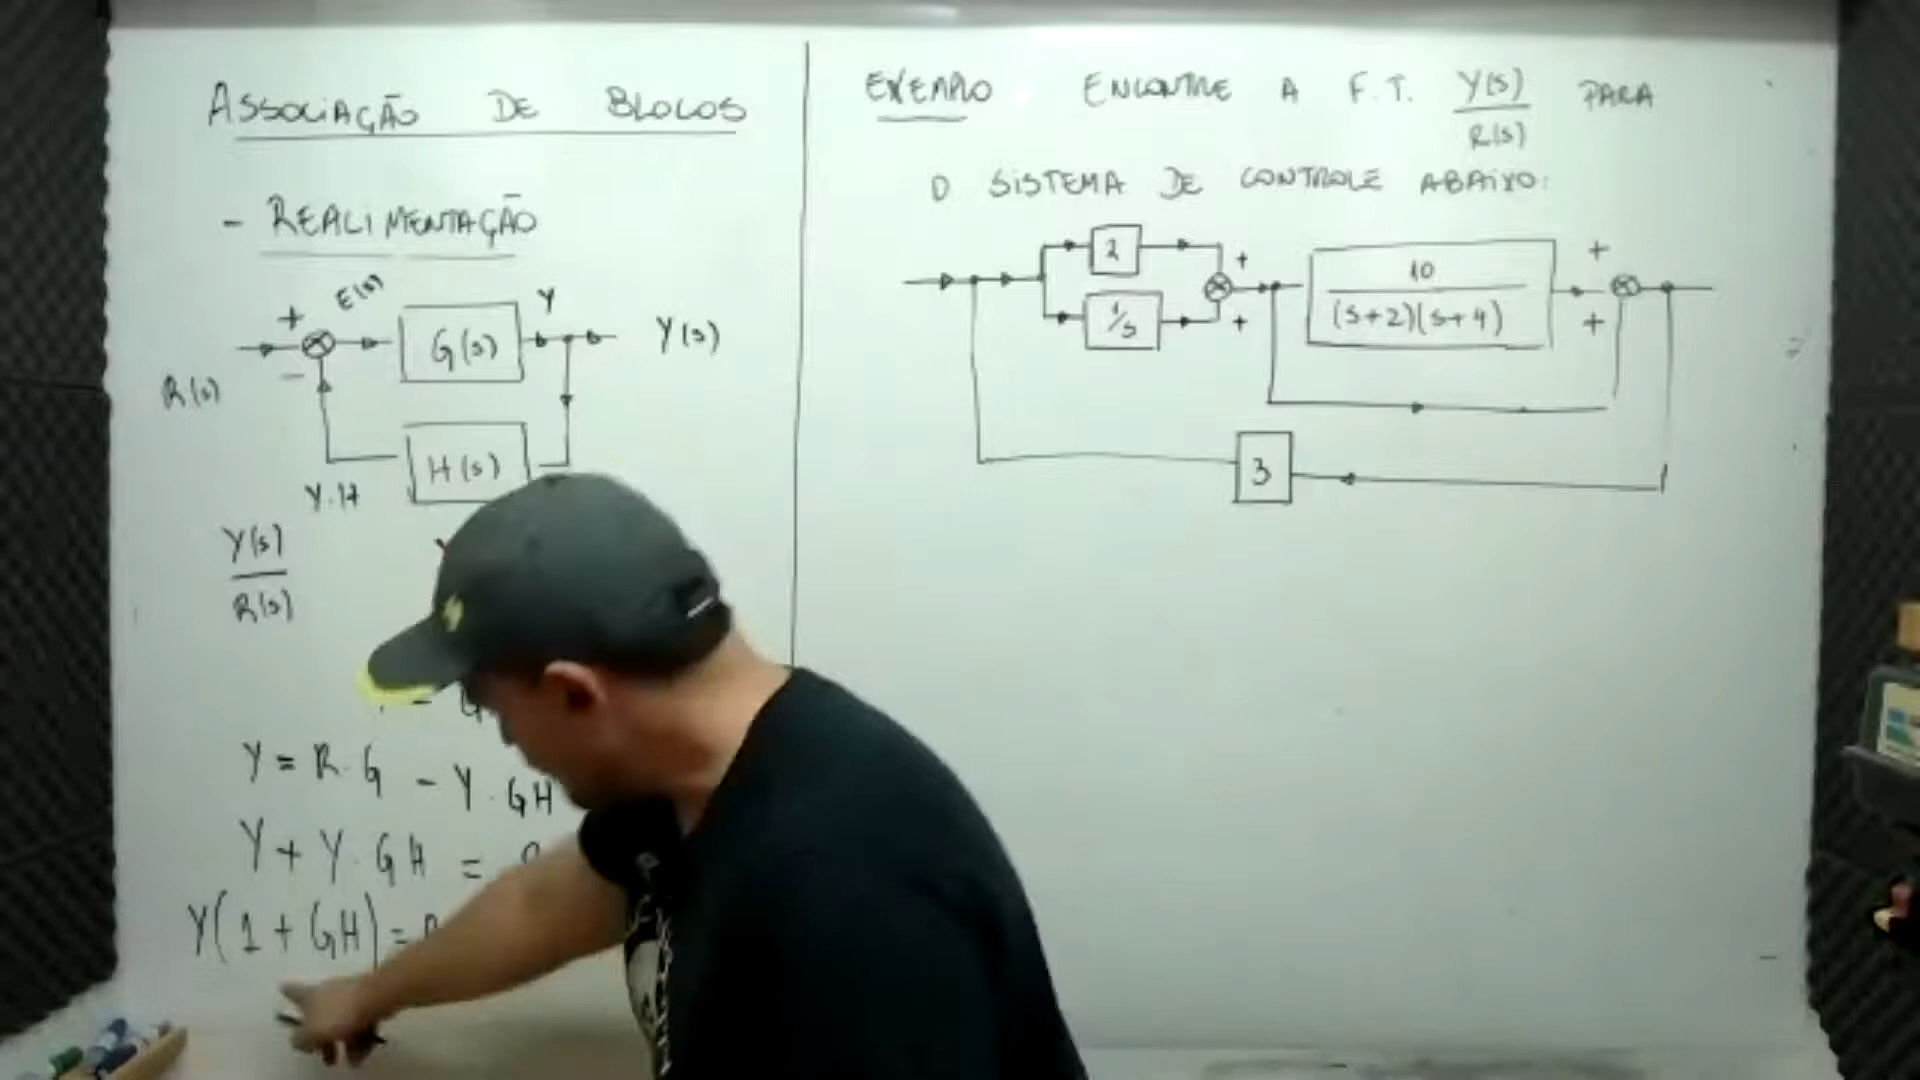 ASSOCIAÇÃO DE BLOCOS
- REALIMENTAÇÃO
+ E(s) G(s) Y Y(s)
-
R(s)
H(s)
Y.H
Y(s)
R(s)
Y = R.G - Y.GH
Y + Y.GH =
Y(1 + GH) =
EXEMPLO ENCONTRE A F.T. Y(s) PARA
R(s)
O SISTEMA DE CONTROLE ABAIXO:
2 + 10 +
1/s + (s+2)(s+4) +
3